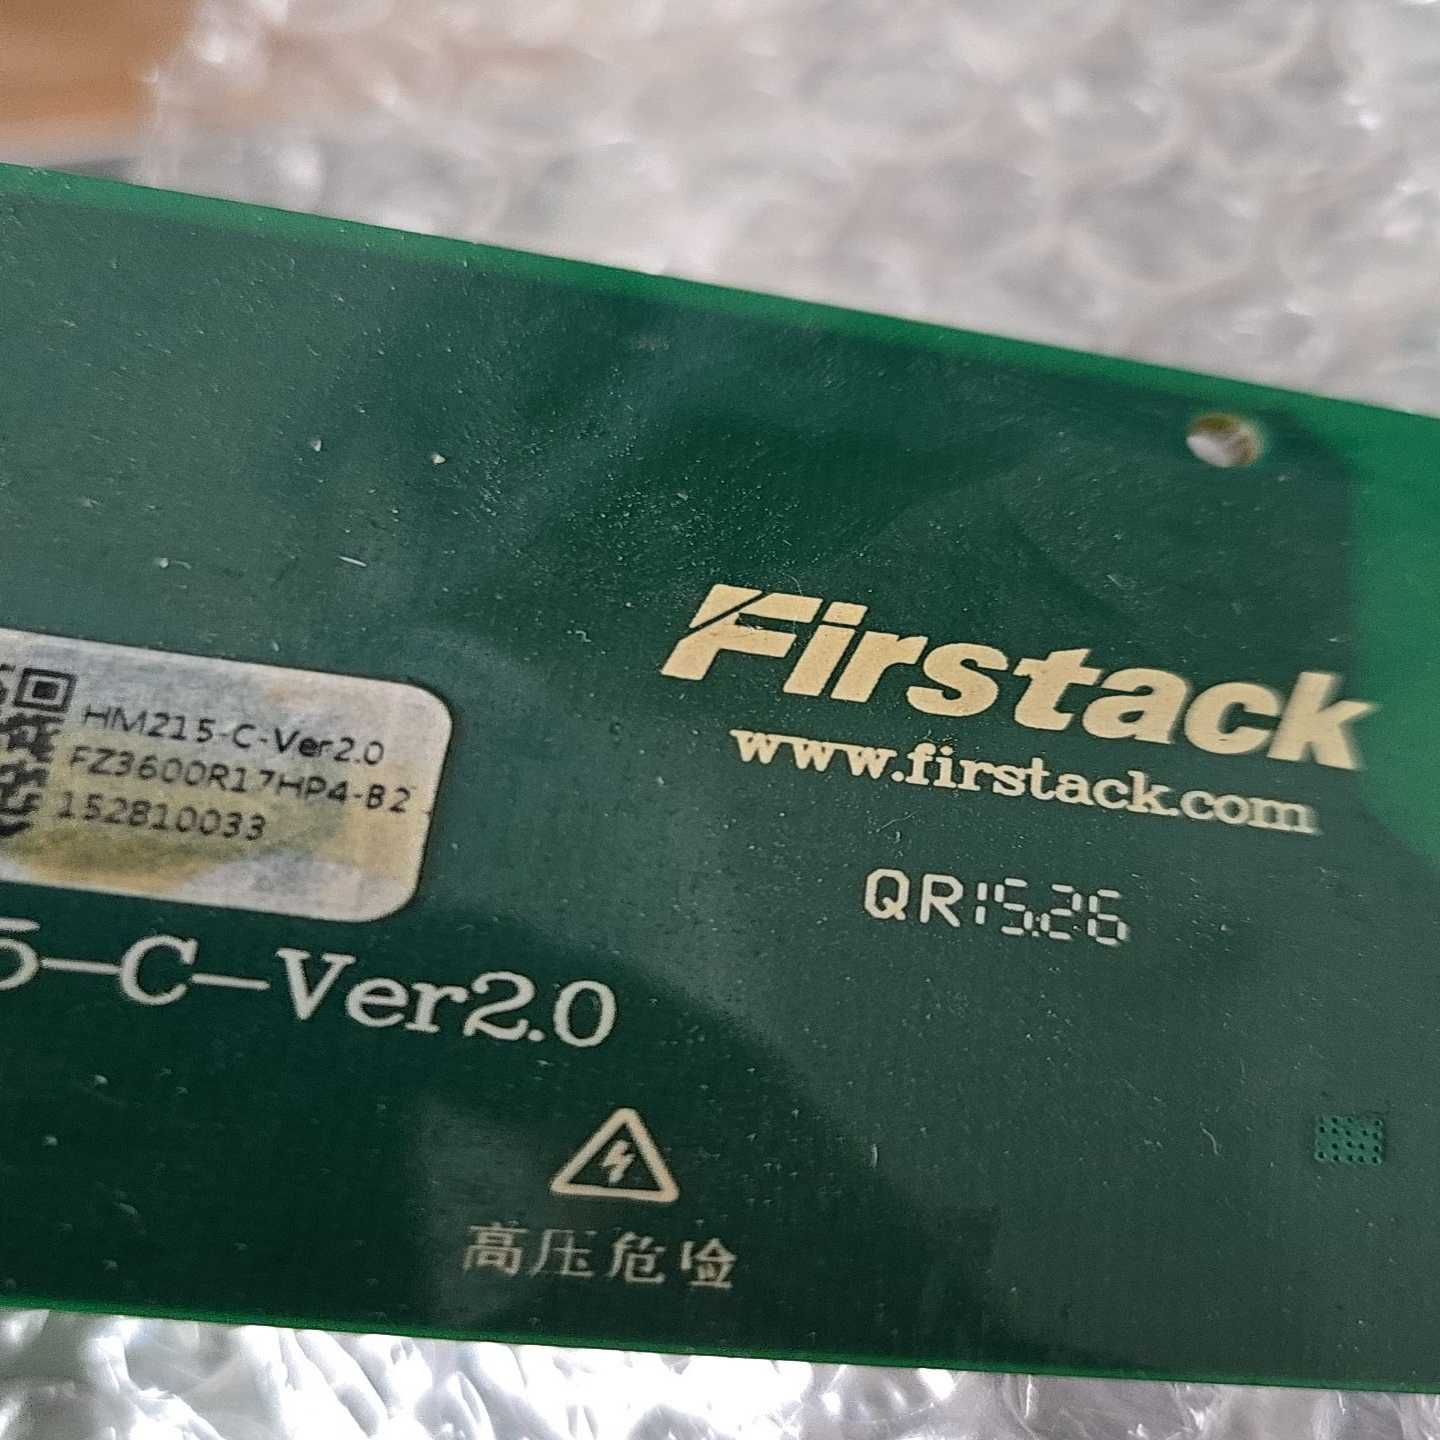 Firstack
www.firstack.com
HM215-C-Ver2.0
FZ3600R17HP4-B2
152810033
QR1526
5-C-Ver2.0
高压危险